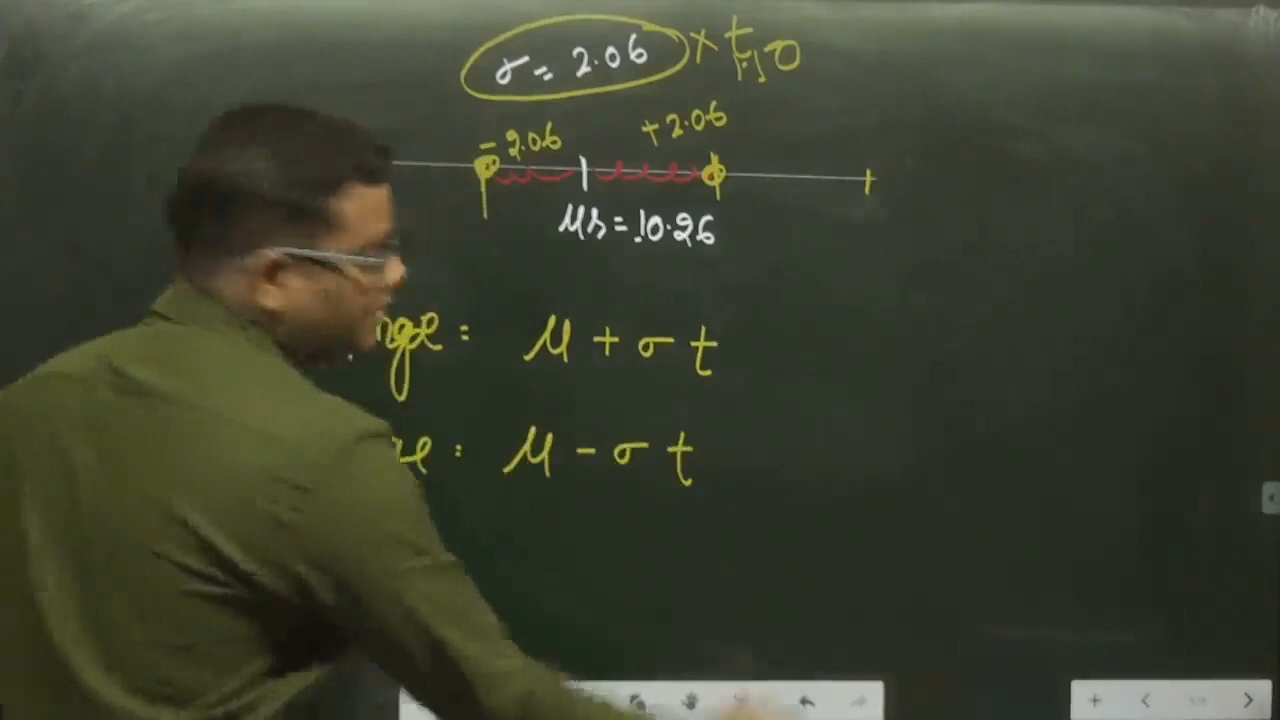 σ = 2.06 × t
-2.06 +2.06
μs = 10.26
nge = μ + σ t
= μ - σ t